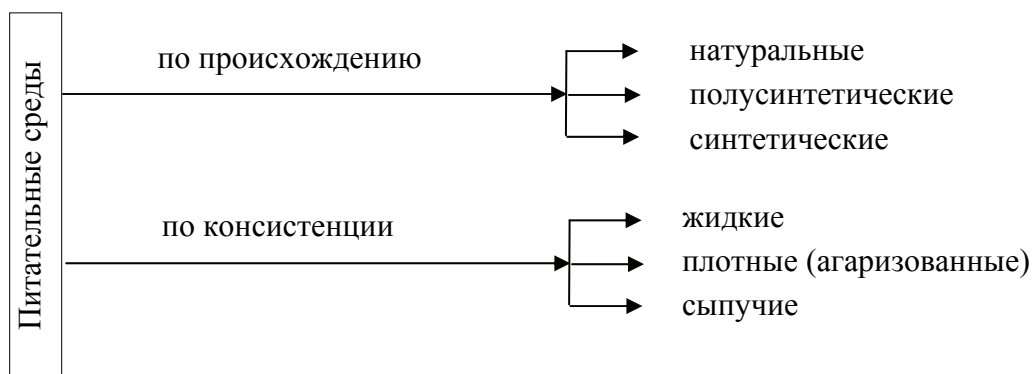 Питательные среды
по происхождению
натуральные
полусинтетические
синтетические
по консистенции
жидкие
плотные (агаризованные)
сыпучие